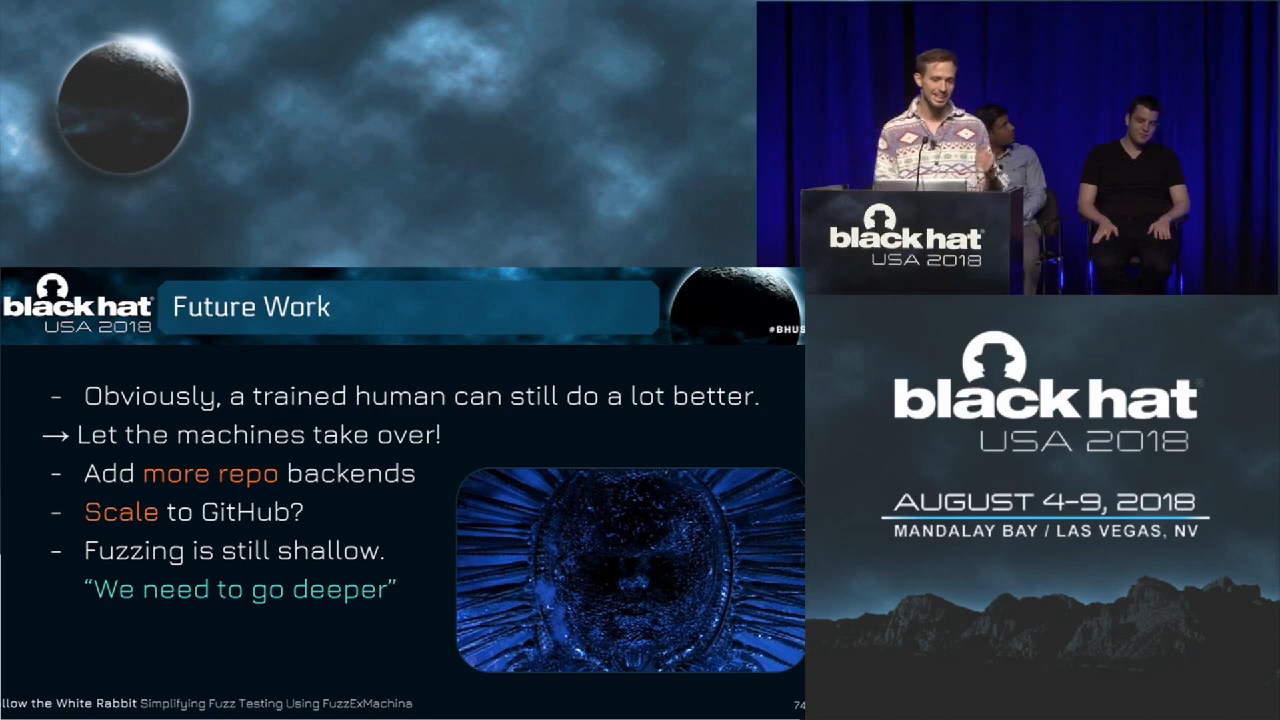 black hat
USA 2018
black hat
USA 2018
Future Work
#BHUS
- Obviously, a trained human can still do a lot better.
→ Let the machines take over!
- Add more repo backends
- Scale to GitHub?
- Fuzzing is still shallow.
“We need to go deeper”
llow the White Rabbit Simplifying Fuzz Testing Using FuzzExMachina
74
black hat
USA 2018
AUGUST 4-9, 2018
MANDALAY BAY / LAS VEGAS, NV